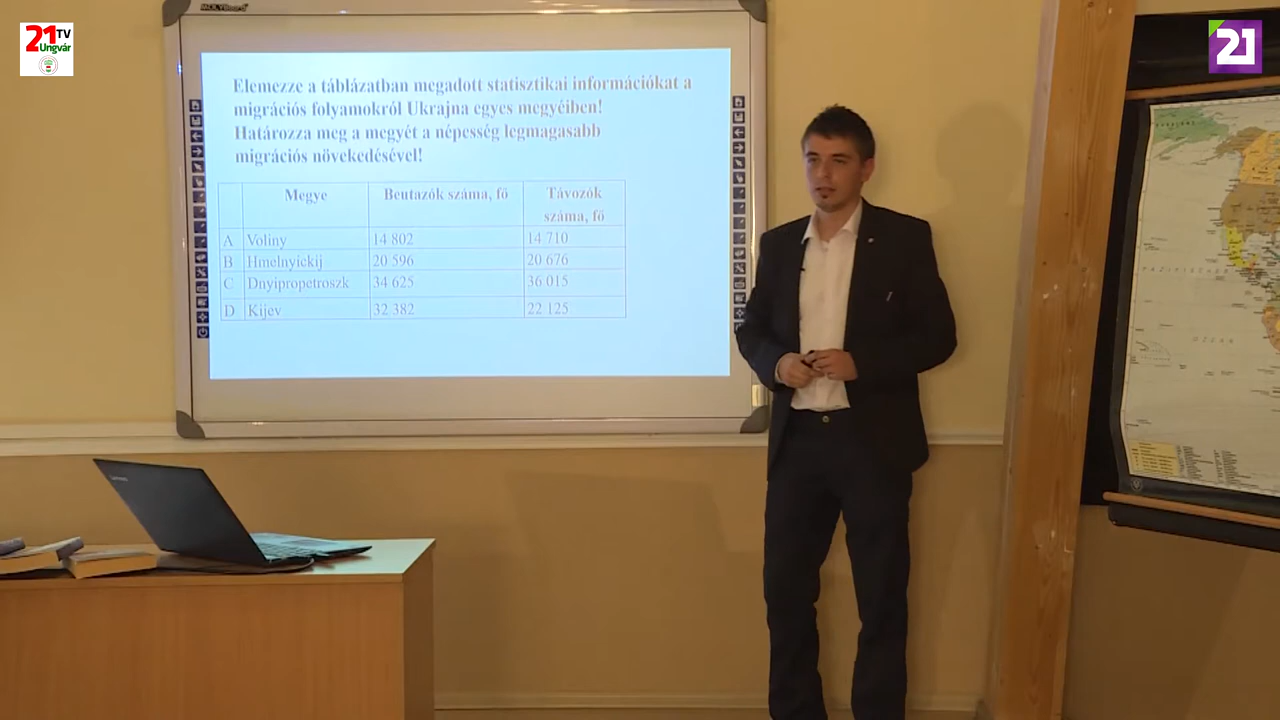 MOLYBoard
21 TV
Ungvár
21
Elemezze a táblázatban megadott statisztikai információkat a
migrációs folyamokról Ukrajna egyes megyéiben!
Határozza meg a megyét a népesség legmagasabb
migrációs növekedésével!
Megye Beutazók száma, fő Távozók
száma, fő
A Voliny 14 802 14 710
B Hmelnyickij 20 596 20 676
C Dnyipropetroszk 34 625 36 015
D Kijev 32 382 22 125
lenovo